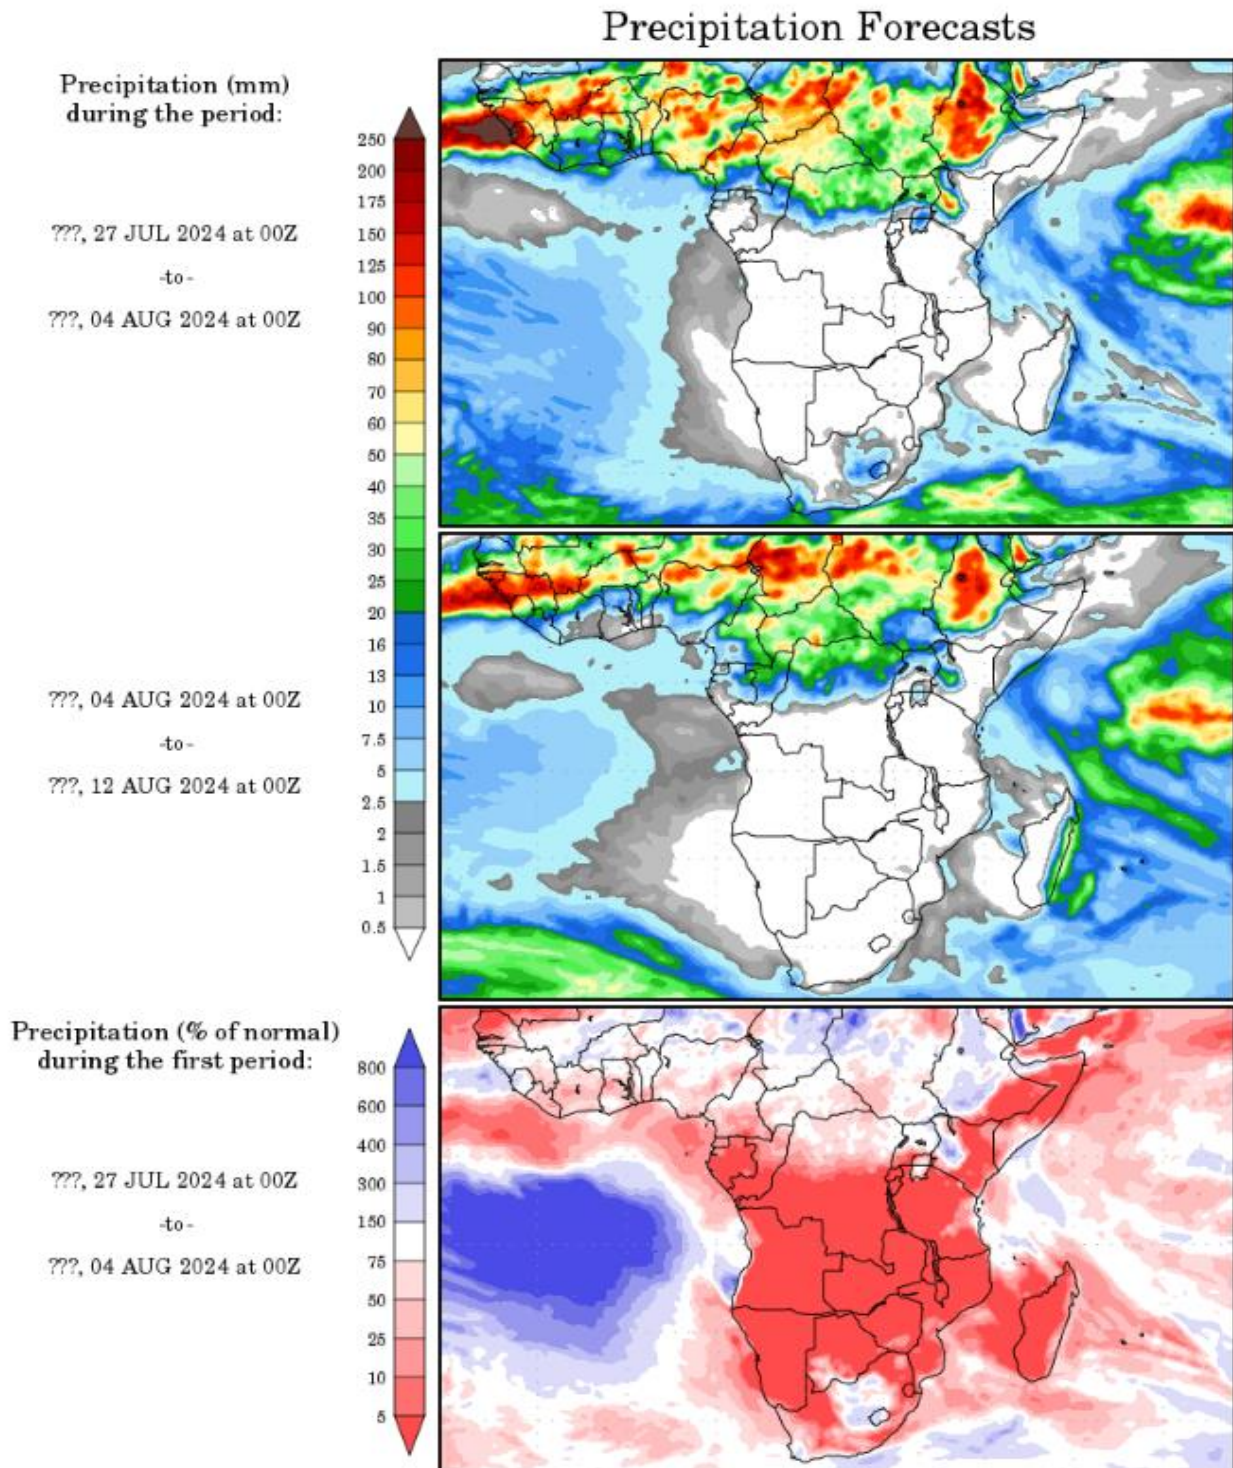 Precipitation Forecasts
Precipitation (mm)
during the period:
???, 27 JUL 2024 at 00Z
-to-
???, 04 AUG 2024 at 00Z
250
200
175
150
125
100
90
80
70
60
50
40
35
30
25
20
16
13
10
7.5
5
2.5
2
1.5
1
0.5
???, 04 AUG 2024 at 00Z
-to-
???, 12 AUG 2024 at 00Z
Precipitation (% of normal)
during the first period:
???, 27 JUL 2024 at 00Z
-to-
???, 04 AUG 2024 at 00Z
800
600
400
300
150
75
50
25
10
5